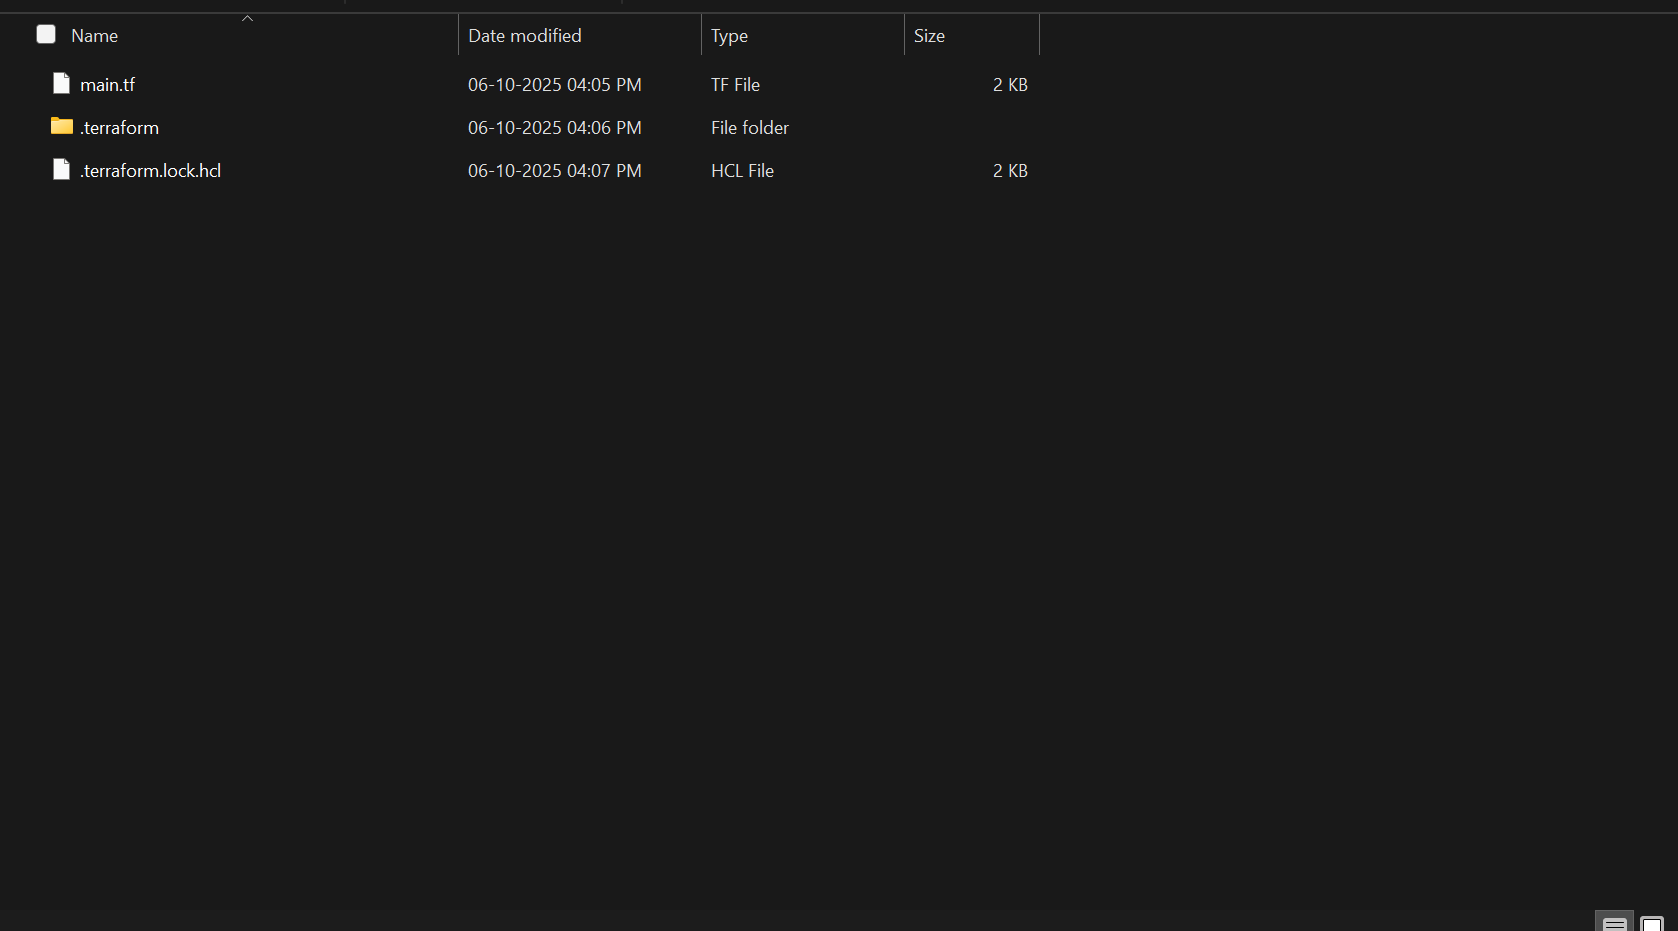 Name Date modified Type Size
main.tf 06-10-2025 04:05 PM TF File 2 KB
.terraform 06-10-2025 04:06 PM File folder
.terraform.lock.hcl 06-10-2025 04:07 PM HCL File 2 KB